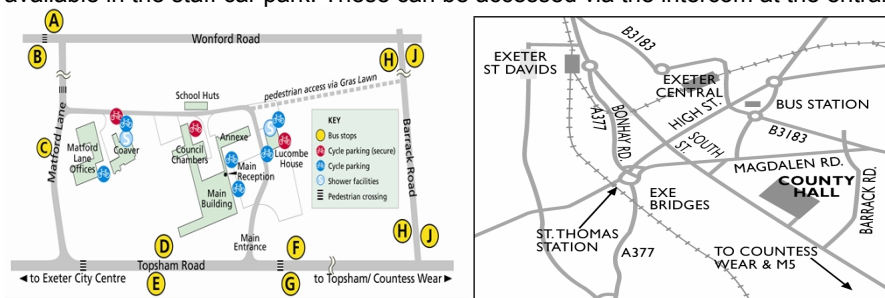 available in the staff car park. These can be accessed via the intercom at the entran
A
Wonford Road
B
H
J
pedestrian access via Gras Lawn
School Huts
Matford Lane
C
Matford
Lane
Offices
Coaver
Council
Chambers
Annexe
Lucombe
House
Main
Reception
Main
Building
KEY
Bus stops
Cycle parking (secure)
Cycle parking
S Shower facilities
Pedestrian crossing
Barrack Road
S
S
Main
Entrance
H
J
D
F
Topsham Road
E
G
to Exeter City Centre
to Topsham/ Countess Wear
B3183
EXETER
ST DAVIDS
EXETER
CENTRAL
A377
BONHAY RD.
HIGH ST.
BUS STATION
SOUTH
ST.
B3183
MAGDALEN RD.
COUNTY
HALL
BARRACK RD.
EXE
BRIDGES
ST. THOMAS
STATION
A377
TO COUNTESS
WEAR & M5